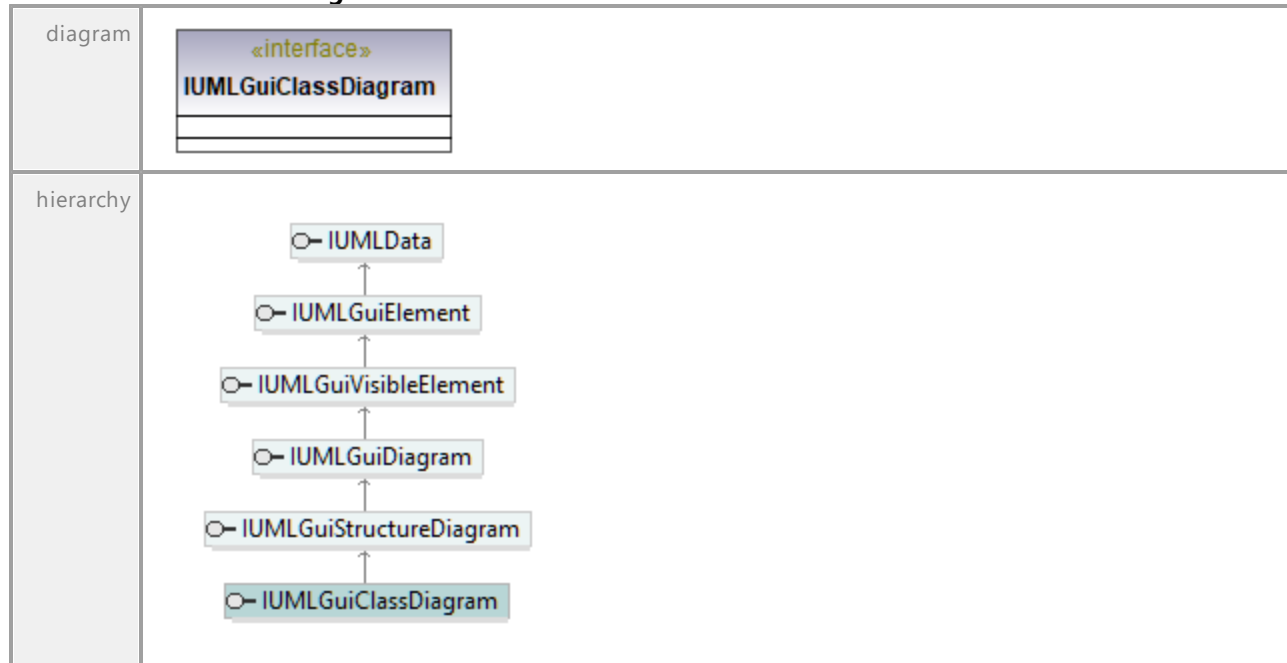 diagram
«interface»
IUMLGuiClassDiagram
hierarchy
IUMLData
IUMLGuiElement
IUMLGuiVisibleElement
IUMLGuiDiagram
IUMLGuiStructureDiagram
IUMLGuiClassDiagram